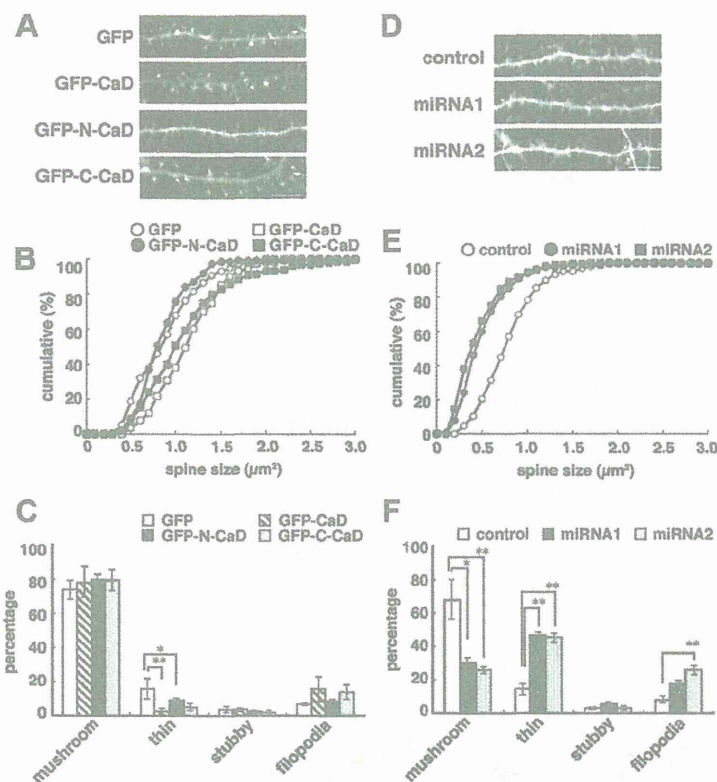 A
GFP
GFP-CaD
GFP-N-CaD
GFP-C-CaD
D
control
miRNA1
miRNA2
B
GFP GFP-CaD
GFP-N-CaD GFP-C-CaD
100
80
60
40
20
0
cumulative (%)
0 0.5 1.0 1.5 2.0 2.5 3.0
spine size (µm²)
E
control miRNA1 miRNA2
100
80
60
40
20
0
cumulative (%)
0 0.5 1.0 1.5 2.0 2.5 3.0
spine size (µm²)
C
GFP GFP-CaD
GFP-N-CaD GFP-C-CaD
100
80
60
40
20
0
percentage
*
**
mushroom thin stubby filopodia
F
control miRNA1 miRNA2
100
80
60
40
20
0
percentage
* **
** **
**
mushroom thin stubby filopodia